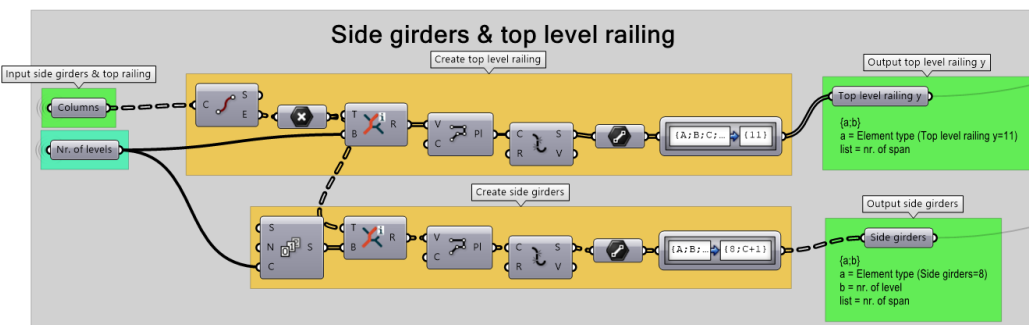 Side girders & top level railing
Input side girders & top railing
Create top level railing
Output top level railing y
Columns
C
S
E
T
B
R
V
C
Pl
C
R
S
V
{A;B;C;...
{11}
Top level railing y
{a;b}
a = Element type (Top level railing y=11)
list = nr. of span
Nr. of levels
Create side girders
Output side girders
S
N
C
S
T
B
R
V
C
Pl
C
R
S
V
{A;B;...
{8;C+1}
Side girders
{a;b}
a = Element type (Side girders=8)
b = nr. of level
list = nr. of span